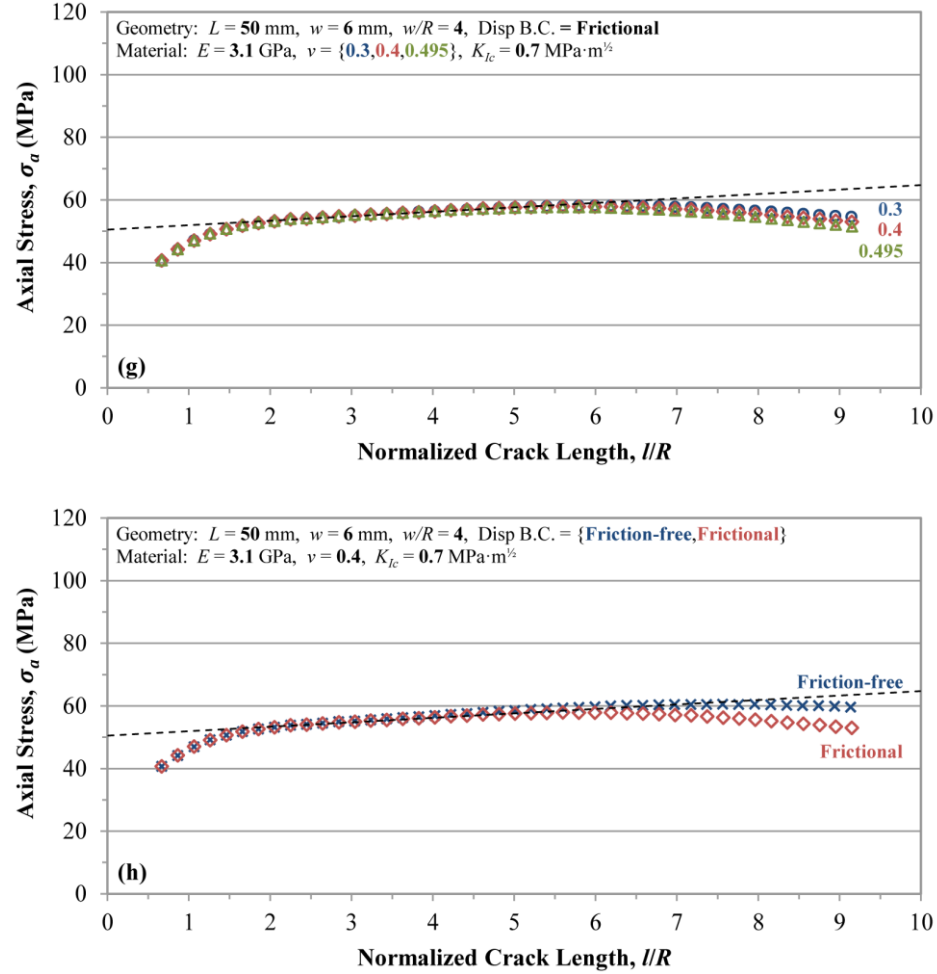 120
Geometry: L = 50 mm, w = 6 mm, w/R = 4, Disp B.C. = Frictional
Material: E = 3.1 GPa, ν = {0.3,0.4,0.495}, K_Ic = 0.7 MPa·m½
100
80
60
40
20
0
Axial Stress, σ_a (MPa)
0.3
0.4
0.495
(g)
0 1 2 3 4 5 6 7 8 9 10
Normalized Crack Length, l/R
120
Geometry: L = 50 mm, w = 6 mm, w/R = 4, Disp B.C. = {Friction-free,Frictional}
Material: E = 3.1 GPa, ν = 0.4, K_Ic = 0.7 MPa·m½
100
80
60
40
20
0
Axial Stress, σ_a (MPa)
Friction-free
Frictional
(h)
0 1 2 3 4 5 6 7 8 9 10
Normalized Crack Length, l/R